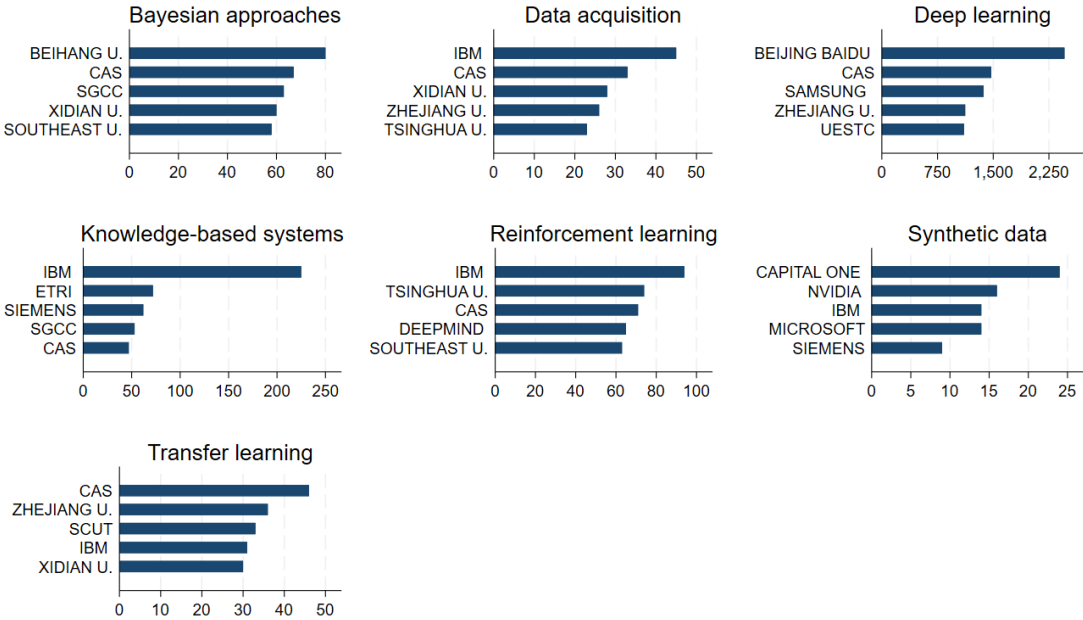 Bayesian approaches
BEIHANG U.
CAS
SGCC
XIDIAN U.
SOUTHEAST U.
0 20 40 60 80
Data acquisition
IBM
CAS
XIDIAN U.
ZHEJIANG U.
TSINGHUA U.
0 10 20 30 40 50
Deep learning
BEIJING BAIDU
CAS
SAMSUNG
ZHEJIANG U.
UESTC
0 750 1,500 2,250
Knowledge-based systems
IBM
ETRI
SIEMENS
SGCC
CAS
0 50 100 150 200 250
Reinforcement learning
IBM
TSINGHUA U.
CAS
DEEPMIND
SOUTHEAST U.
0 20 40 60 80 100
Synthetic data
CAPITAL ONE
NVIDIA
IBM
MICROSOFT
SIEMENS
0 5 10 15 20 25
Transfer learning
CAS
ZHEJIANG U.
SCUT
IBM
XIDIAN U.
0 10 20 30 40 50